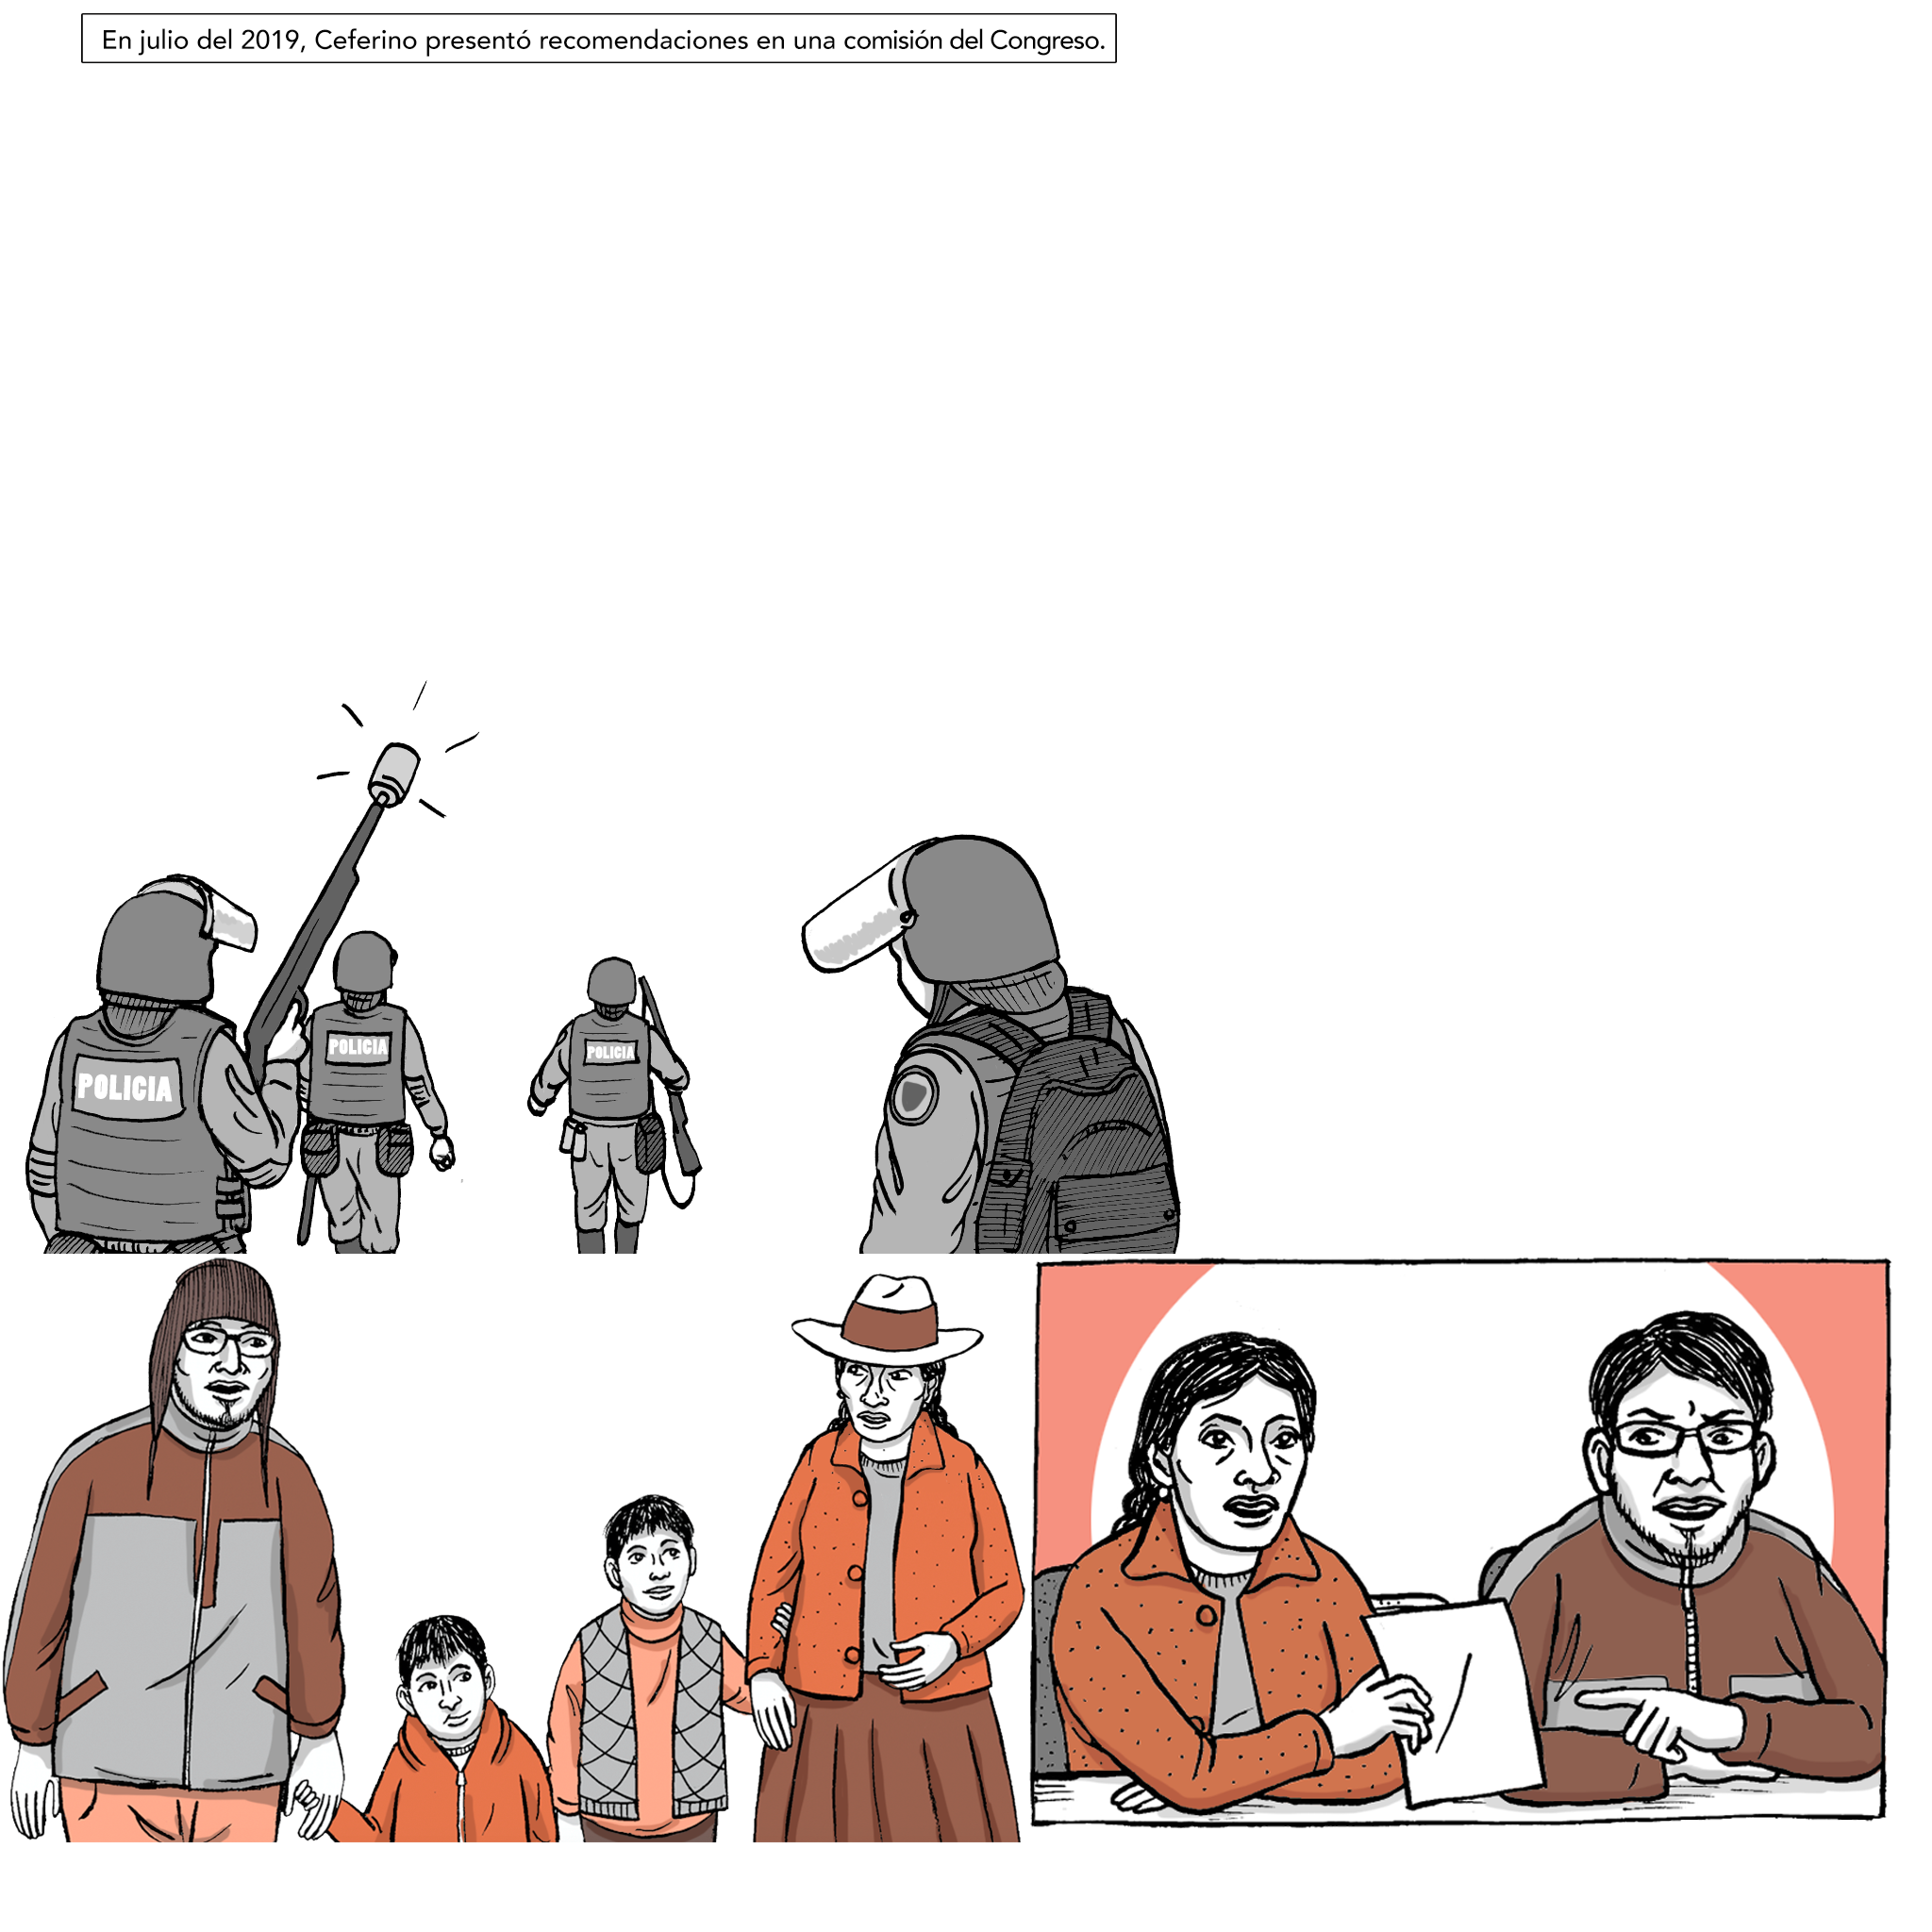 En julio del 2019, Ceferino presentó recomendaciones en una comisión del Congreso.
POLICIA
POLICIA
POLICIA